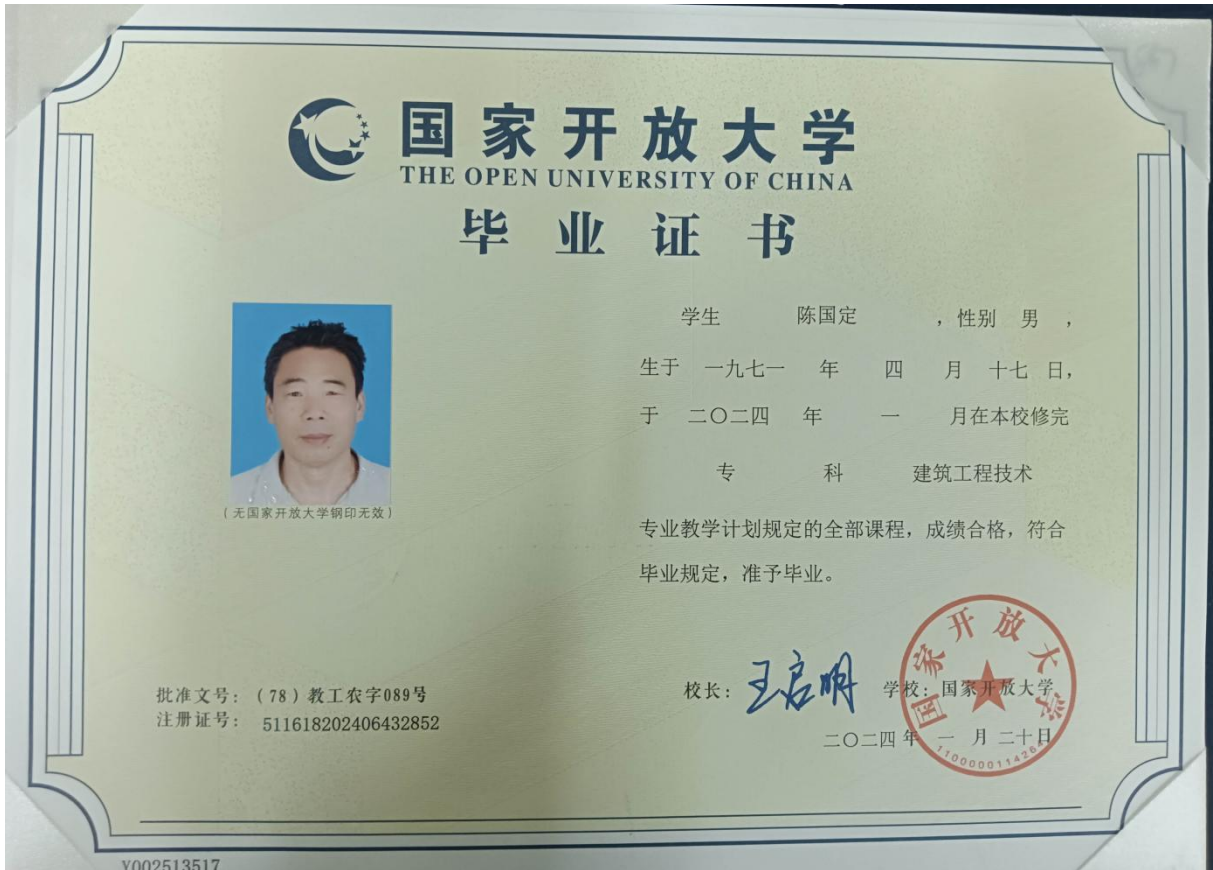 国家开放大学
THE OPEN UNIVERSITY OF CHINA
毕业证书
学生 陈国定 ，性别 男 ，
生于 一九七一 年 四 月 十七 日，
于 二〇二四 年 一 月在本校修完
专 科 建筑工程技术
专业教学计划规定的全部课程，成绩合格，符合
毕业规定，准予毕业。
（无国家开放大学钢印无效）
批准文号：（78）教工农字089号
注册证号： 511618202406432852
校长：王启明 学校：国家开放大学
二〇二四年 一 月 二十日
国家开放大学
Y002513517